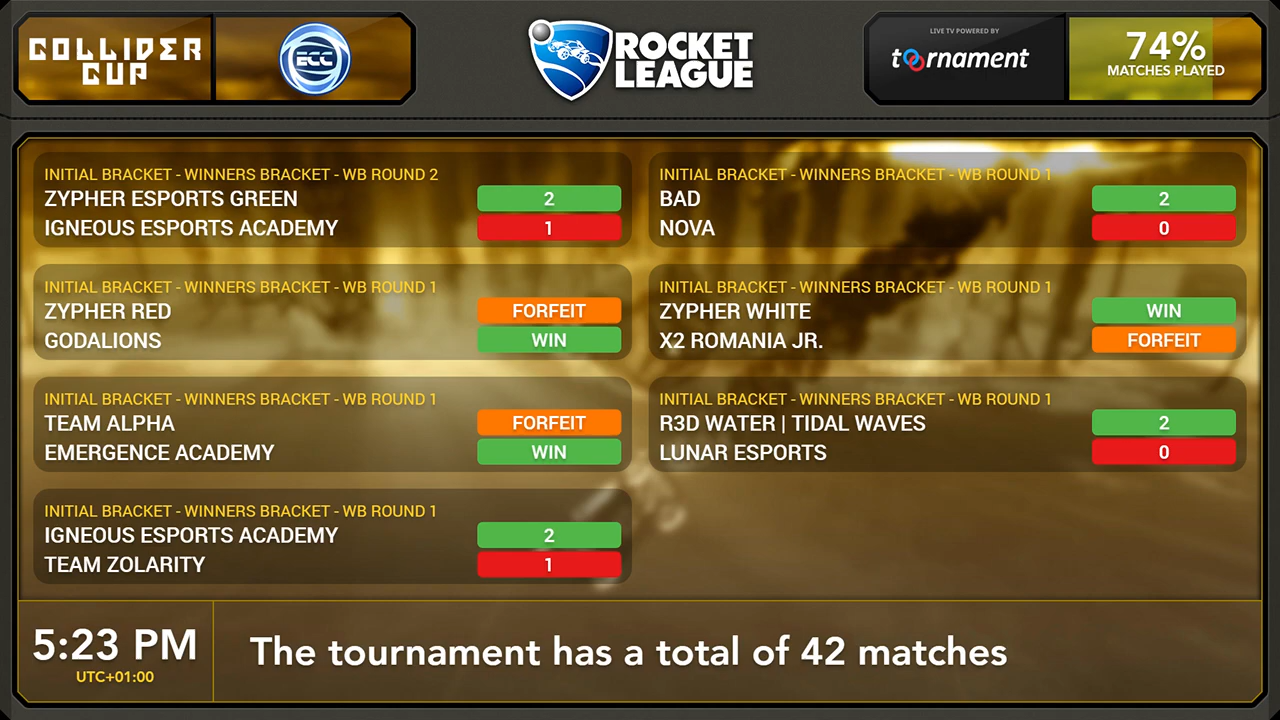 COLLIDER
CUP
ECC
ROCKET
LEAGUE
LIVE TV POWERED BY
toornament
74%
MATCHES PLAYED
INITIAL BRACKET - WINNERS BRACKET - WB ROUND 2
ZYPHER ESPORTS GREEN 2
IGNEOUS ESPORTS ACADEMY 1
INITIAL BRACKET - WINNERS BRACKET - WB ROUND 1
BAD 2
NOVA 0
INITIAL BRACKET - WINNERS BRACKET - WB ROUND 1
ZYPHER RED FORFEIT
GODALIONS WIN
INITIAL BRACKET - WINNERS BRACKET - WB ROUND 1
ZYPHER WHITE WIN
X2 ROMANIA JR. FORFEIT
INITIAL BRACKET - WINNERS BRACKET - WB ROUND 1
TEAM ALPHA FORFEIT
EMERGENCE ACADEMY WIN
INITIAL BRACKET - WINNERS BRACKET - WB ROUND 1
R3D WATER | TIDAL WAVES 2
LUNAR ESPORTS 0
INITIAL BRACKET - WINNERS BRACKET - WB ROUND 1
IGNEOUS ESPORTS ACADEMY 2
TEAM ZOLARITY 1
5:23 PM
UTC+01:00
The tournament has a total of 42 matches